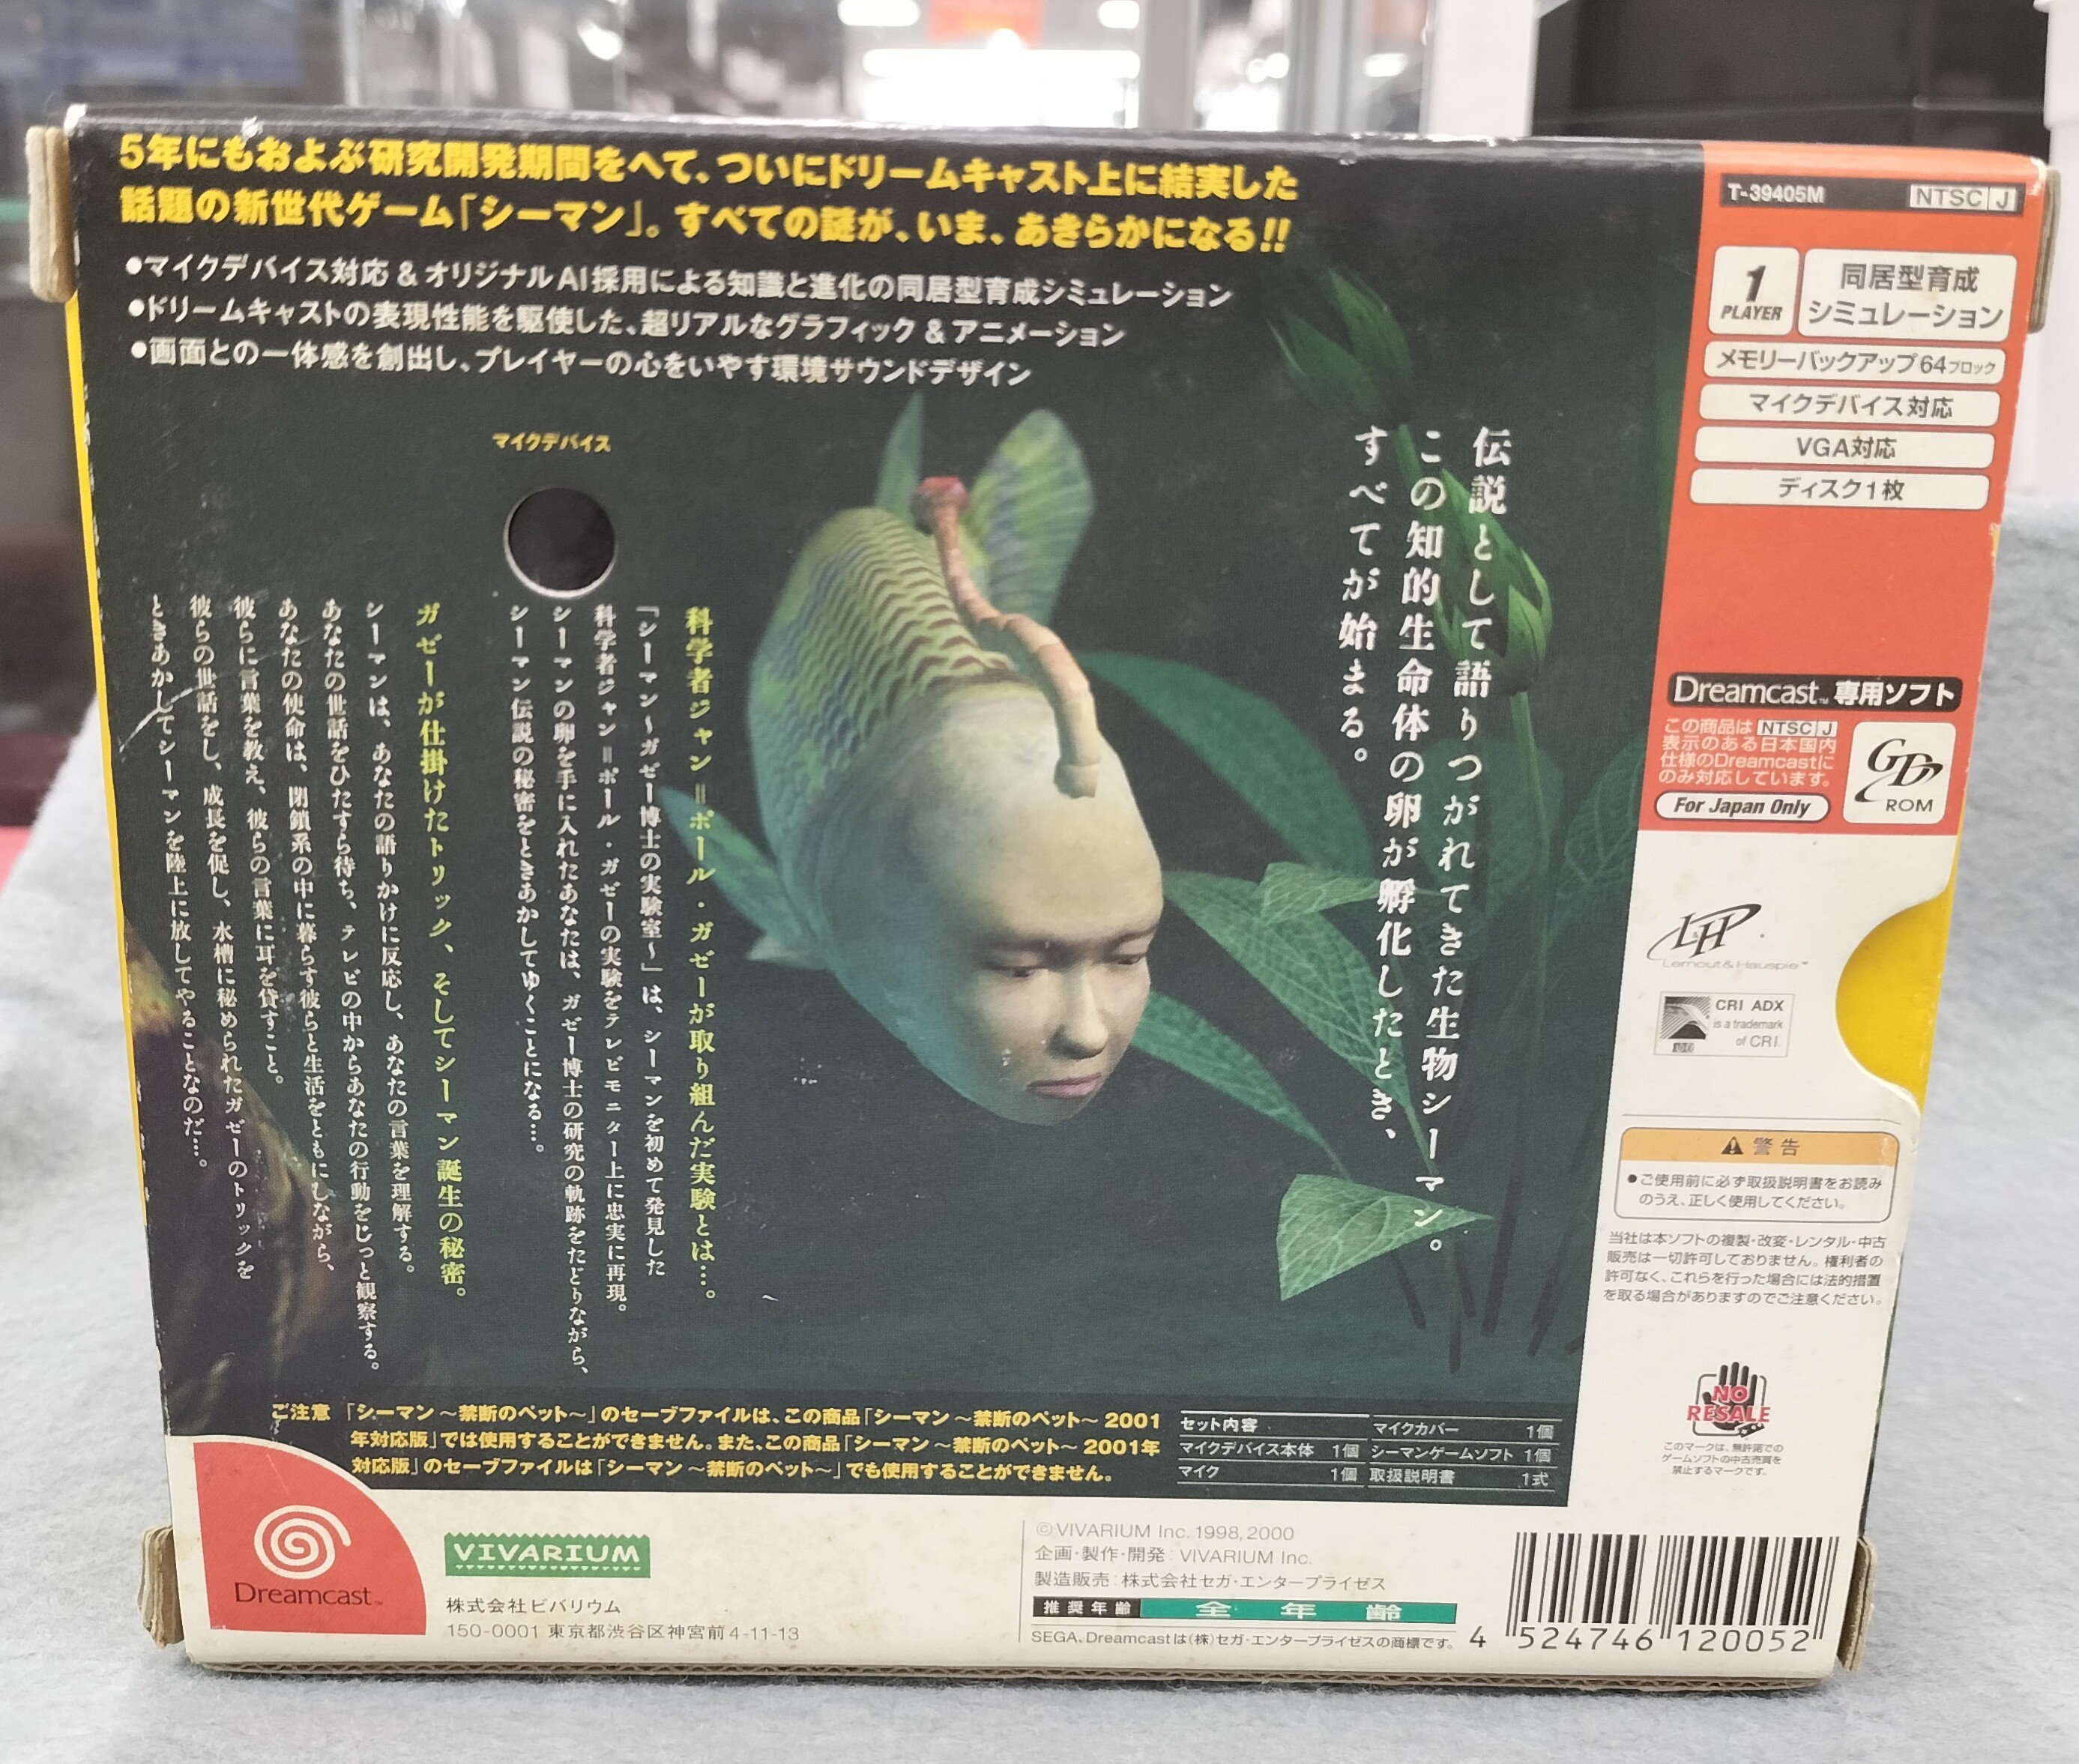 5年にもおよぶ研究開発期間をへて、ついにドリームキャスト上に結実した
話題の新世代ゲーム「シーマン」。すべての謎が、いま、あきらかになる!!
●マイクデバイス対応 & オリジナルAI採用による知識と進化の同居型育成シミュレーション
●ドリームキャストの表現性能を駆使した、超リアルなグラフィック & アニメーション
●画面との一体感を創出し、プレイヤーの心をいやす環境サウンドデザイン
マイクデバイス
伝説として語りつがれてきた生物シーマン。
この知的生命体の卵が孵化したとき、
すべてが始まる。
科学者ジャン＝ポール・ガゼーが取り組んだ実験とは…。
「シーマン〜ガゼー博士の実験室〜」は、シーマンを初めて発見した
科学者ジャン＝ポール・ガゼーの実験をテレビモニター上に忠実に再現。
シーマンの卵を手に入れたあなたは、ガゼー博士の研究の軌跡をたどりながら、
シーマン伝説の秘密をときあかしてゆくことになる…。
ガゼーが仕掛けたトリック、そしてシーマン誕生の秘密。
シーマンは、あなたの語りかけに反応し、あなたの言葉を理解する。
あなたの世話をひたすら待ち、テレビの中からあなたの行動をじっと観察する。
あなたの使命は、閉鎖系の中に暮らす彼らと生活をともにしながら、
彼らに言葉を教え、彼らの言葉に耳を貸すこと。
彼らの世話をし、成長を促し、水槽に秘められたガゼーのトリックを
ときあかしてシーマンを陸上に放してやることなのだ…。
ご注意 「シーマン〜禁断のペット〜」のセーブファイルは、この商品「シーマン〜禁断のペット〜 2001
年対応版」では使用することができません。また、この商品「シーマン〜禁断のペット〜 2001年
対応版」のセーブファイルは「シーマン〜禁断のペット〜」でも使用することができません。
セット内容
マイクデバイス本体 1個
マイク 1個
マイクカバー 1個
シーマンゲームソフト 1個
取扱説明書 1式
T-39405M
NTSC J
1
PLAYER
同居型育成
シミュレーション
メモリーバックアップ64ブロック
マイクデバイス対応
VGA対応
ディスク1枚
Dreamcast™ 専用ソフト
この商品は NTSC J
表示のある日本国内
仕様のDreamcastに
のみ対応しています。
For Japan Only
GD
ROM
L&H
Lernout & Hauspie™
CRI ADX
is a trademark
of CRI.
警告
●ご使用前に必ず取扱説明書をお読み
のうえ、正しく使用してください。
当社は本ソフトの複製・改変・レンタル・中古
販売は一切許可しておりません。権利者の
許可なく、これらを行った場合には法的措置
を取る場合がありますのでご注意ください。
NO
RESALE
このマークは、無許諾での
ゲームソフトの中古売買を
禁止するマークです。
Dreamcast™
VIVARIUM
株式会社ビバリウム
150-0001 東京都渋谷区神宮前4-11-13
©VIVARIUM Inc. 1998, 2000
企画・製作・開発：VIVARIUM Inc.
製造販売：株式会社セガ・エンタープライゼス
推奨年齢 全年齢
SEGA、Dreamcastは(株)セガ・エンタープライゼスの商標です。
4 524746 120052